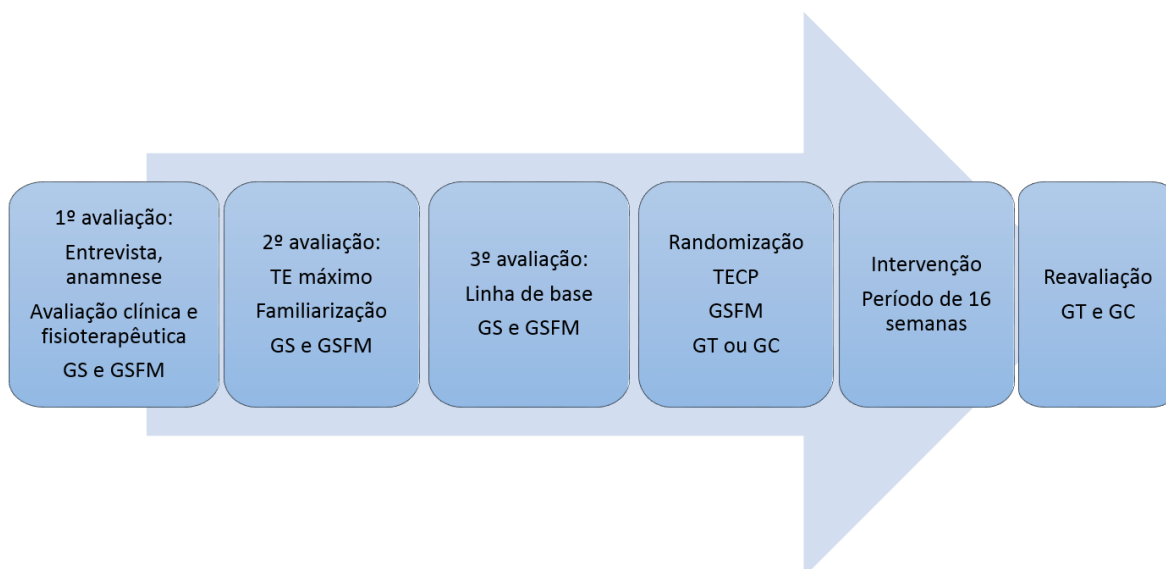 1º avaliação:
Entrevista,
anamnese
Avaliação clínica e
fisioterapêutica
GS e GSFM
2º avaliação:
TE máximo
Familiarização
GS e GSFM
3º avaliação:
Linha de base
GS e GSFM
Randomização
TECP
GSFM
GT ou GC
Intervenção
Período de 16
semanas
Reavaliação
GT e GC